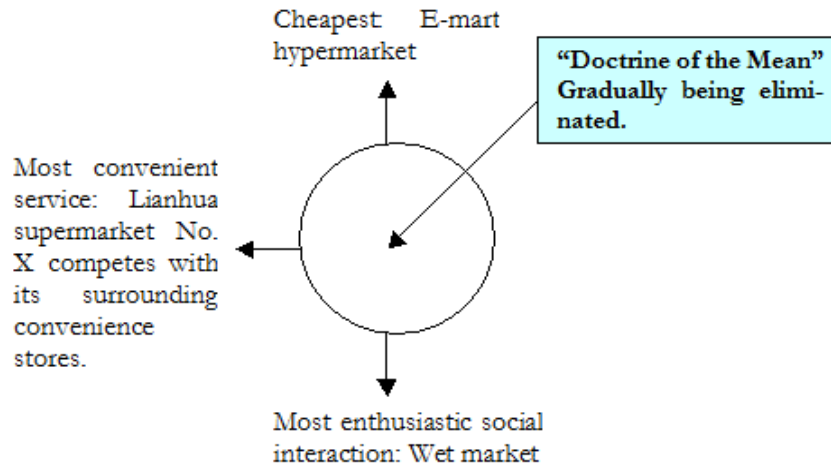 Cheapest: E-mart
hypermarket
“Doctrine of the Mean”
Gradually being elimi-
nated.
Most convenient
service: Lianhua
supermarket No.
X competes with
its surrounding
convenience
stores.
Most enthusiastic social
interaction: Wet market